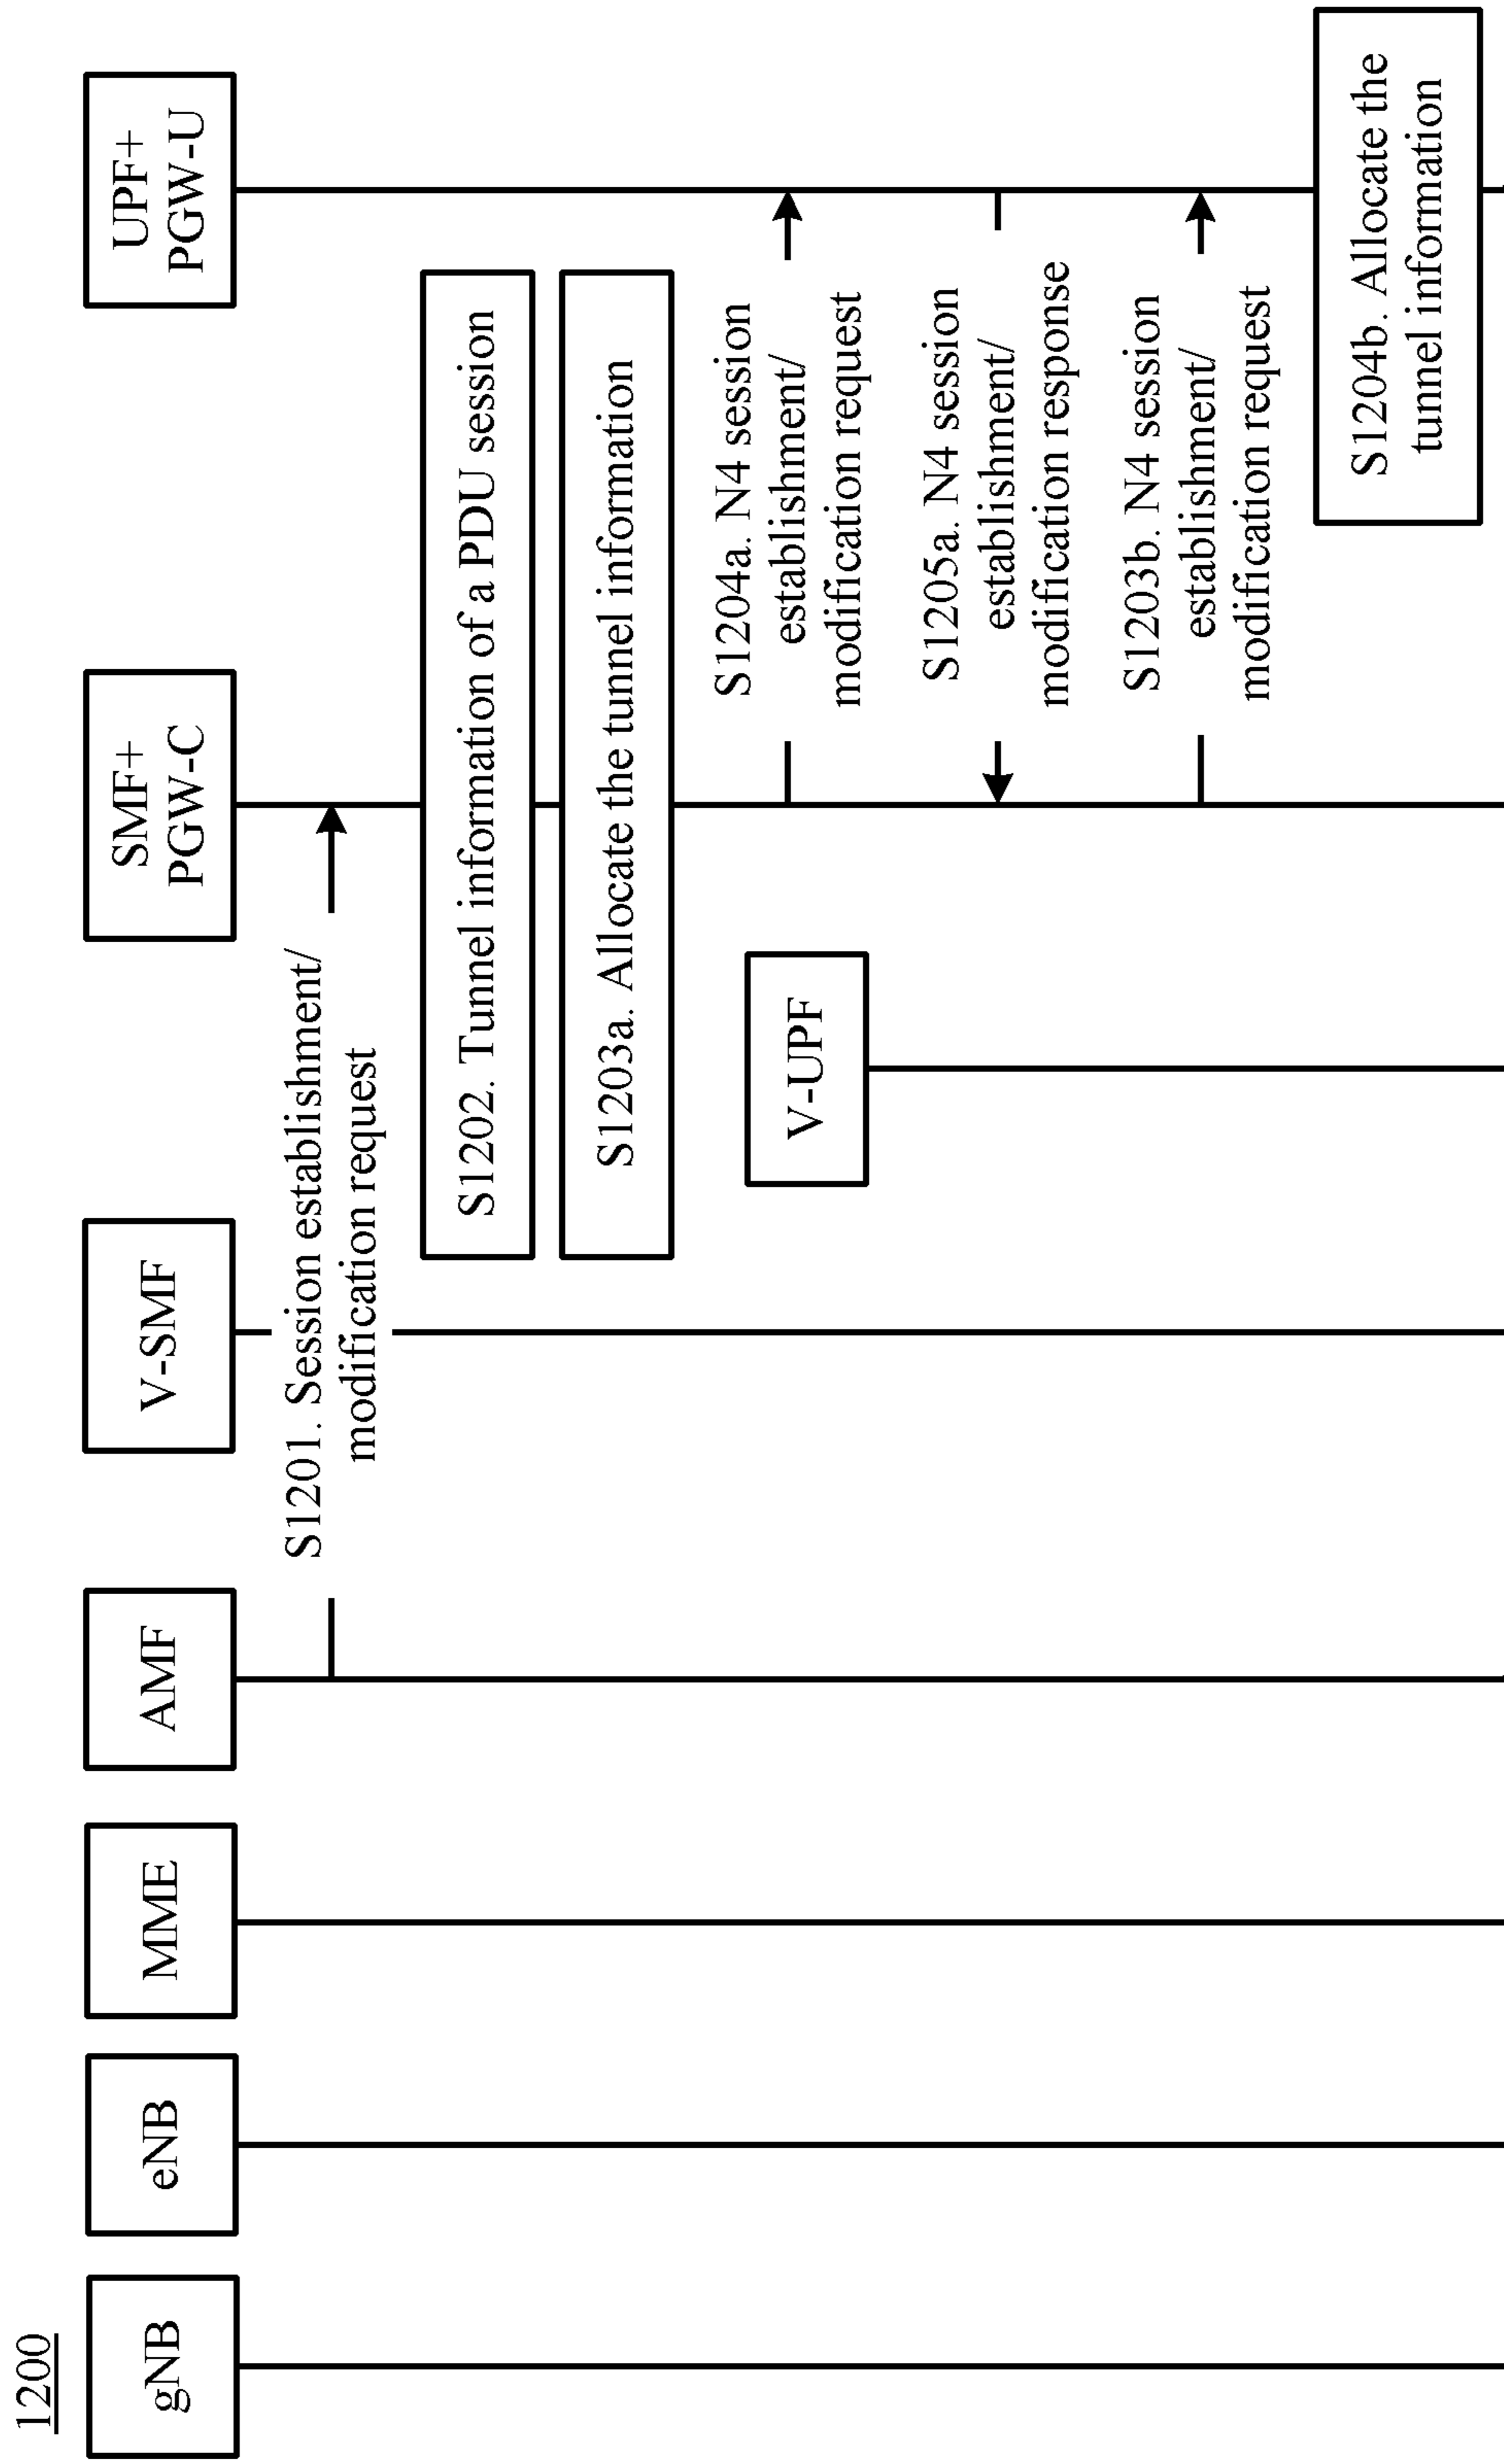 1200
gNB
eNB
MME
AMF
V-SMF
SMF+
PGW-C
UPF+
PGW-U
S1201. Session establishment/
modification request
S1202. Tunnel information of a PDU session
S1203a. Allocate the tunnel information
V-UPF
S1204a. N4 session
establishment/
modification request
S1205a. N4 session
establishment/
modification response
S1203b. N4 session
establishment/
modification request
S1204b. Allocate the
tunnel information